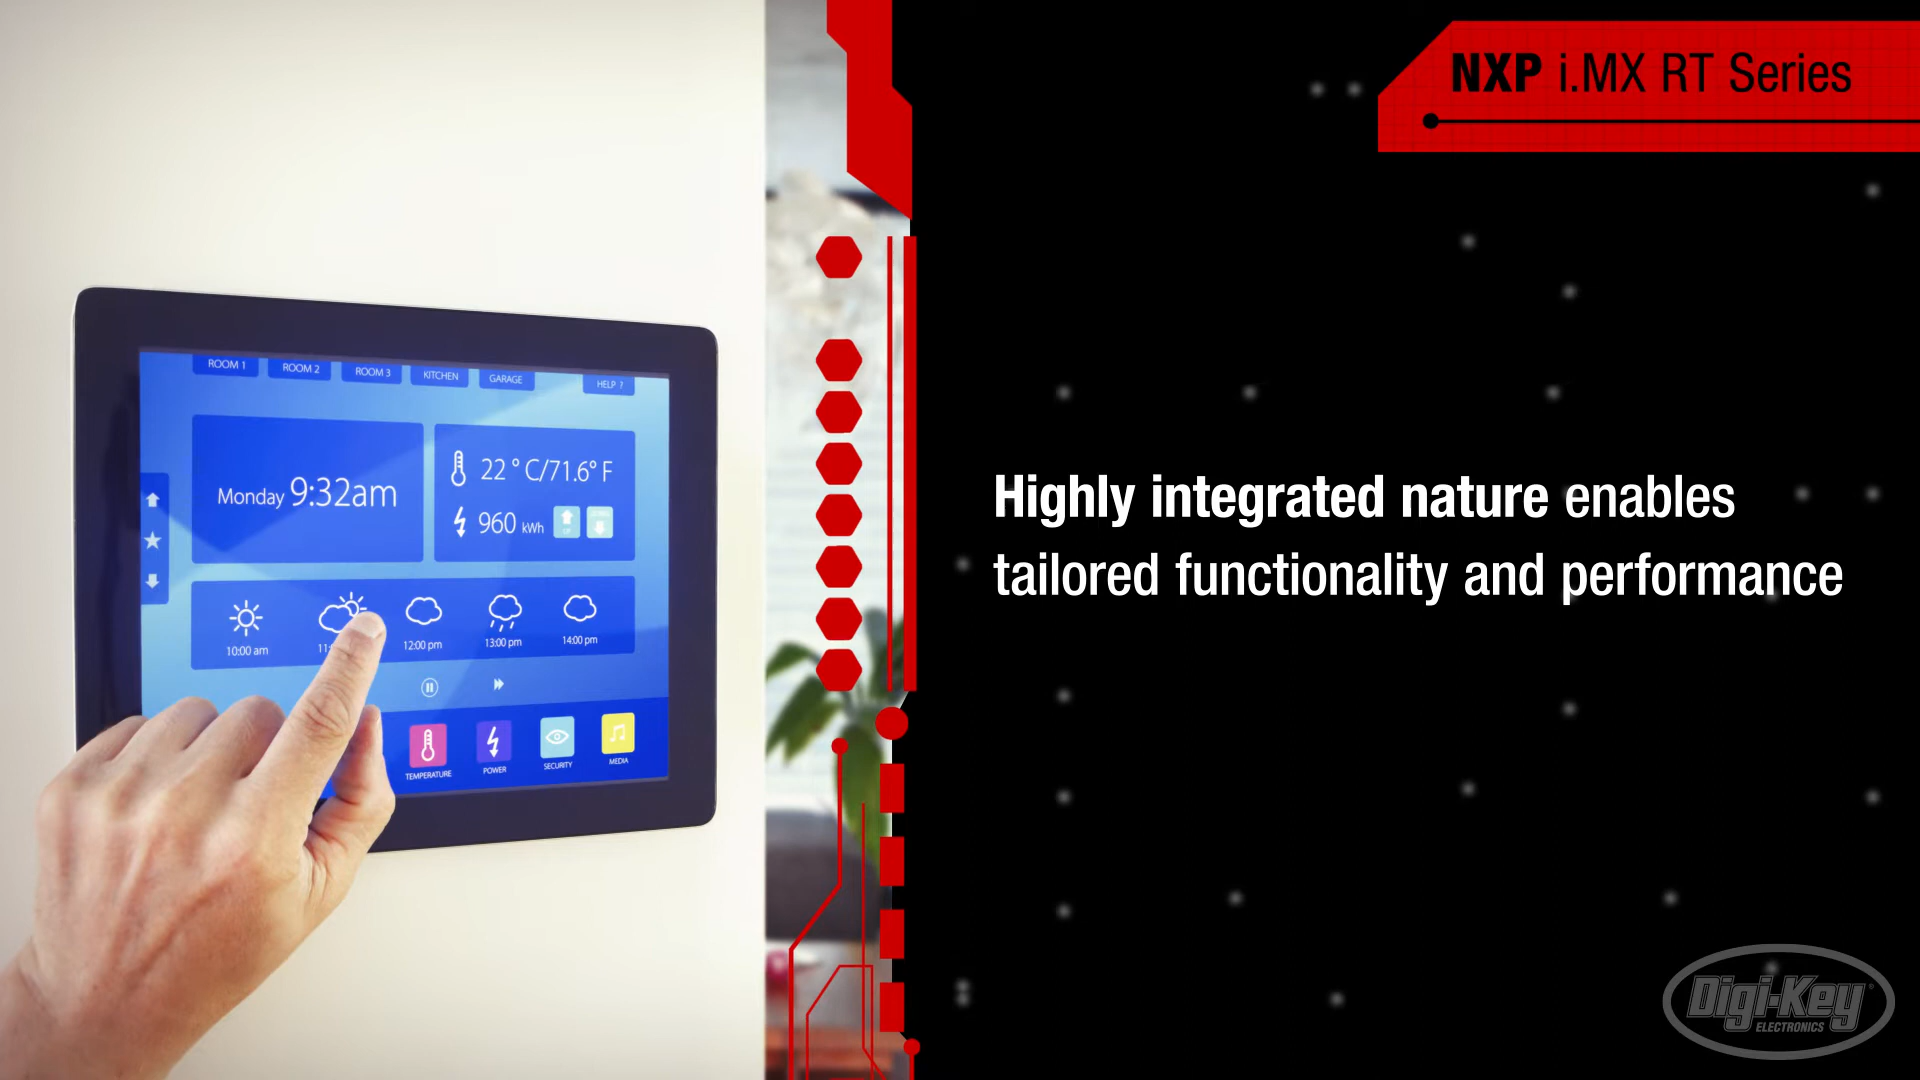 NXP i.MX RT Series
ROOM 1
ROOM 2
ROOM 3
KITCHEN
GARAGE
HELP ?
Monday 9:32am
22 ° C/71.6° F
960 kWh
UP
10:00 am
12:00 pm
13:00 pm
14:00 pm
TEMPERATURE
POWER
SECURITY
MEDIA
Highly integrated nature enables
tailored functionality and performance
Digi-Key
ELECTRONICS